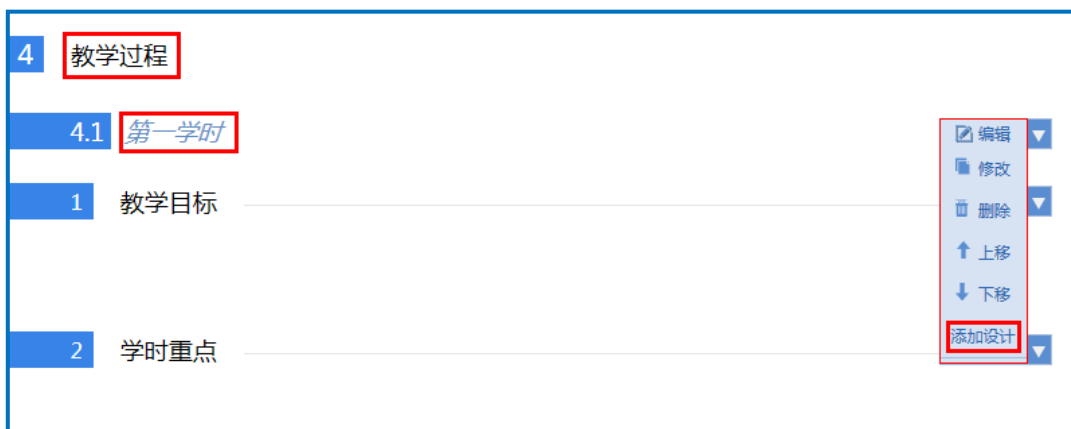 4 教学过程
4.1 第一学时
编辑
修改
1 教学目标
删除
上移
下移
添加设计
2 学时重点